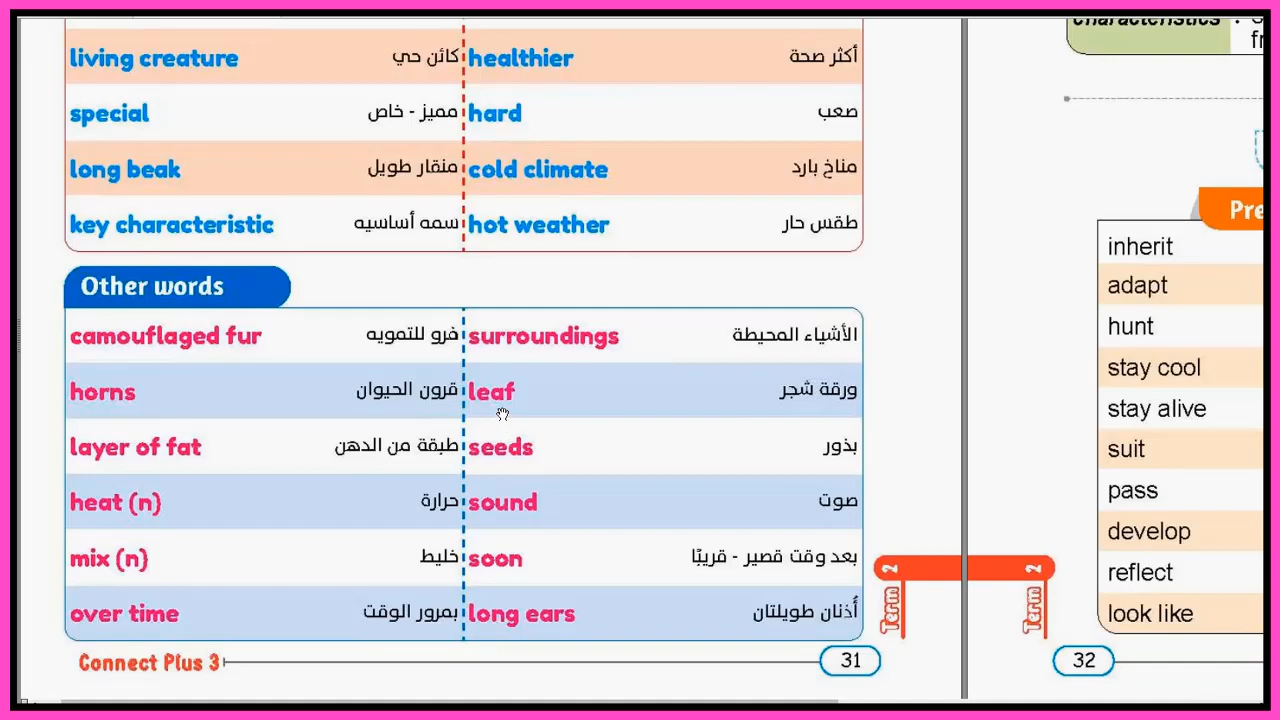 living creature كائن حي healthier أكثر صحة
special مميز - خاص hard صعب
long beak منقار طويل cold climate مناخ بارد
key characteristic سمه أساسيه hot weather طقس حار
Other words
camouflaged fur فرو للتمويه surroundings الأشياء المحيطة
horns قرون الحيوان leaf ورقة شجر
layer of fat طبقة من الدهن seeds بذور
heat (n) حرارة sound صوت
mix (n) خليط soon بعد وقت قصير - قريبًا
over time بمرور الوقت long ears أُذنان طويلتان
Connect Plus 3
31
Term 2
characteristics :
Pre
inherit
adapt
hunt
stay cool
stay alive
suit
pass
develop
reflect
look like
Term 2
32